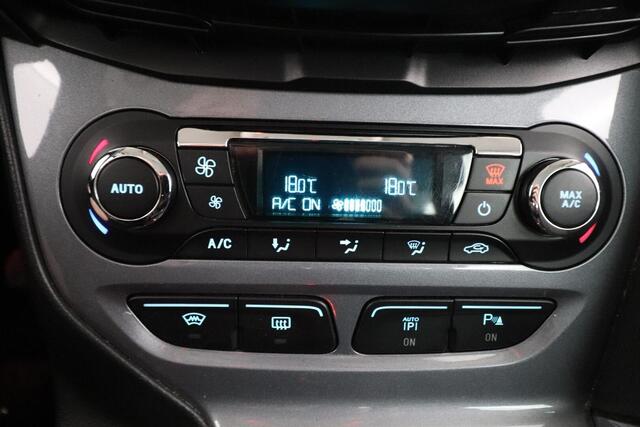 18.0°C 18.0°C
A/C ON
AUTO
MAX
MAX
A/C
A/C
AUTO
P
ON
P
ON